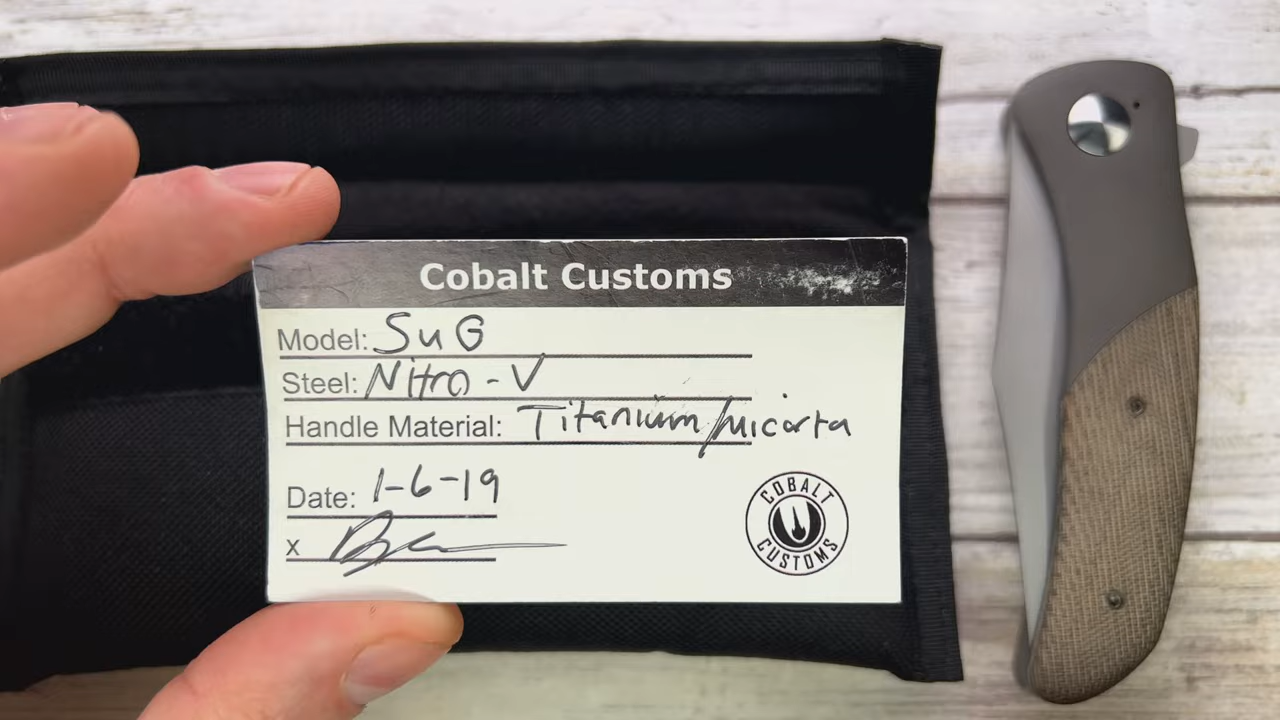 Cobalt Customs
Model: SuG
Steel: Nitro-V
Handle Material: Titanium/Micarta
Date: 1-6-19
x
COBALT
CUSTOMS